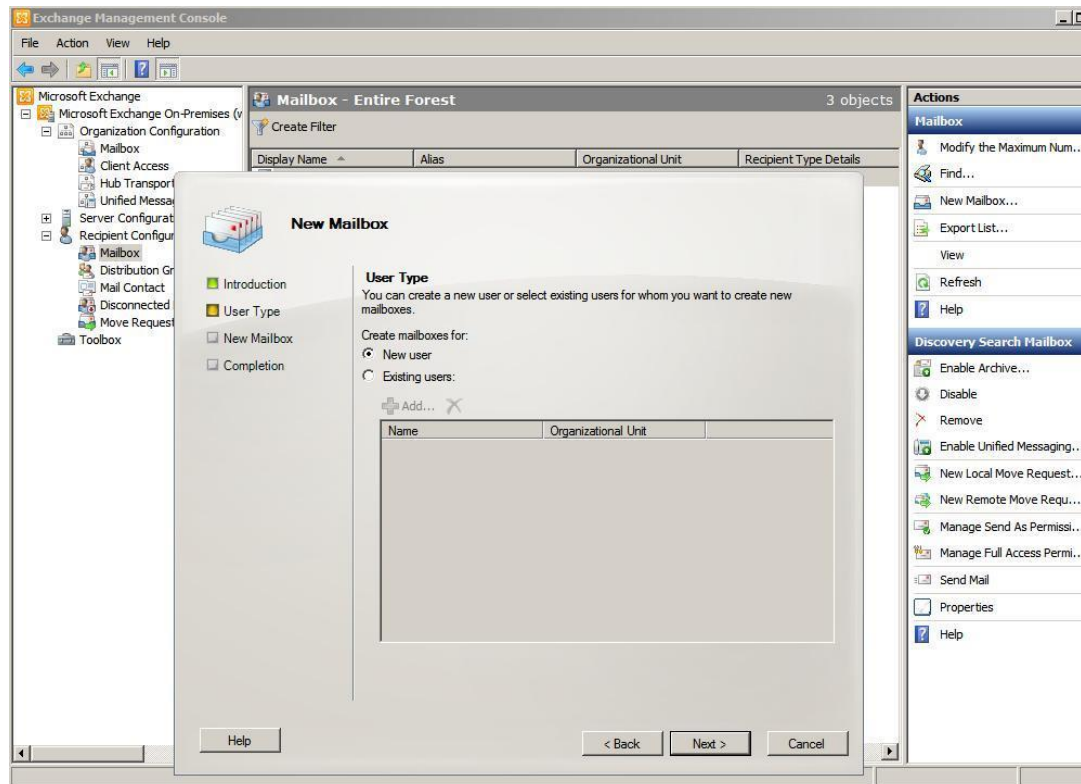 Exchange Management Console
File Action View Help
Microsoft Exchange
Microsoft Exchange On-Premises (w
Organization Configuration
Mailbox
Client Access
Hub Transport
Unified Messa
Server Configurat
Recipient Configur
Mailbox
Distribution Gr
Mail Contact
Disconnected
Move Request
Toolbox
Mailbox - Entire Forest 3 objects
Create Filter
Display Name Alias Organizational Unit Recipient Type Details
New Mailbox
Introduction
User Type
New Mailbox
Completion
User Type
You can create a new user or select existing users for whom you want to create new
mailboxes.
Create mailboxes for:
New user
Existing users:
Add...
Name Organizational Unit
Help < Back Next > Cancel
Actions
Mailbox
Modify the Maximum Num...
Find...
New Mailbox...
Export List...
View
Refresh
Help
Discovery Search Mailbox
Enable Archive...
Disable
Remove
Enable Unified Messaging...
New Local Move Request...
New Remote Move Requ...
Manage Send As Permissi...
Manage Full Access Permi...
Send Mail
Properties
Help